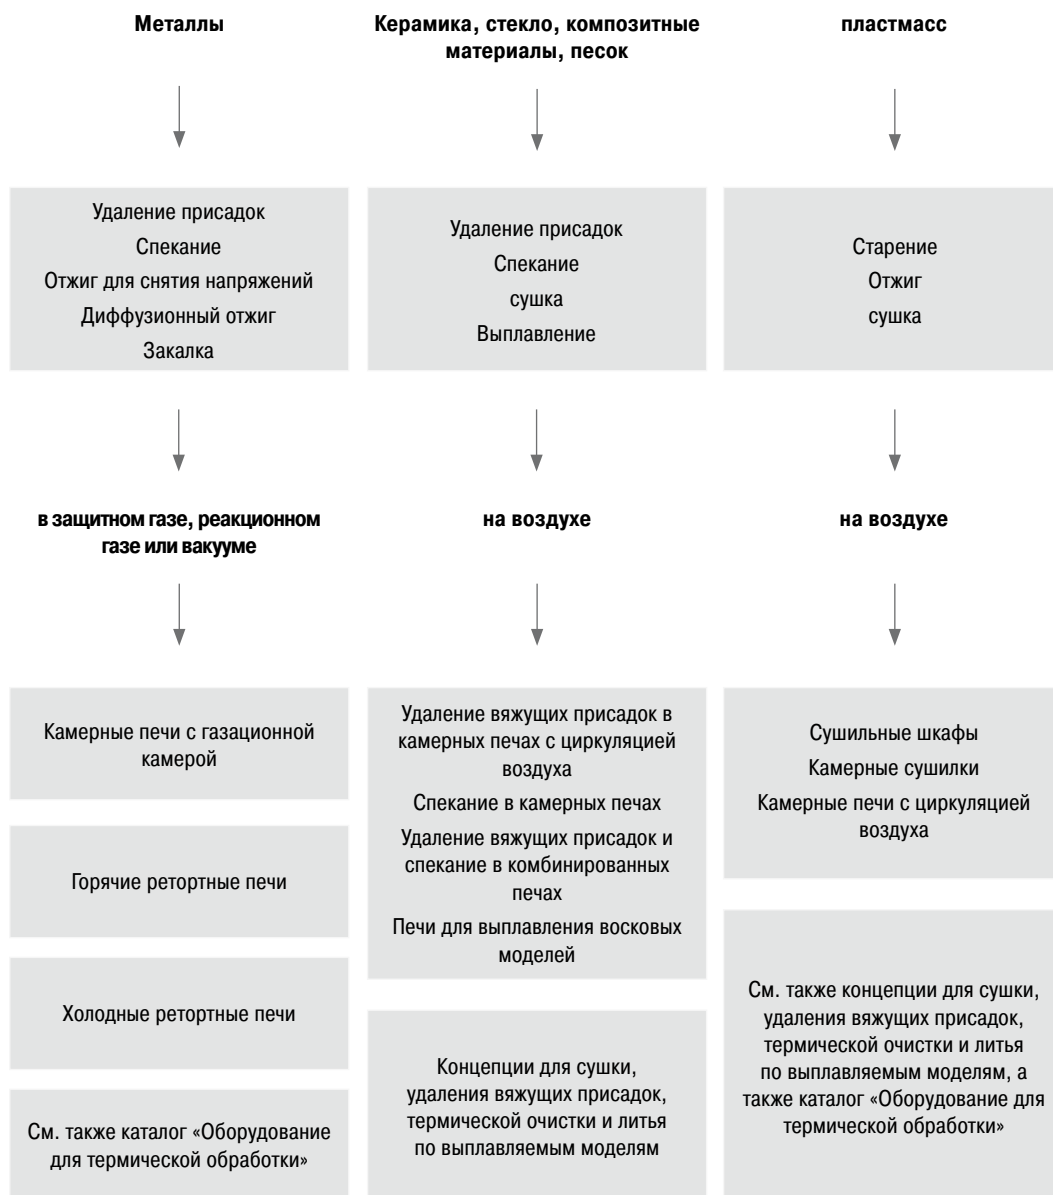 Металлы
Керамика, стекло, композитные
материалы, песок
пластмасс
Удаление присадок
Спекание
Отжиг для снятия напряжений
Диффузионный отжиг
Закалка
Удаление присадок
Спекание
сушка
Выплавление
Старение
Отжиг
сушка
в защитном газе, реакционном
газе или вакууме
на воздухе
на воздухе
Камерные печи с газационной
камерой
Горячие ретортные печи
Холодные ретортные печи
См. также каталог «Оборудование
для термической обработки»
Удаление вяжущих присадок в
камерных печах с циркуляцией
воздуха
Спекание в камерных печах
Удаление вяжущих присадок и
спекание в комбинированных
печах
Печи для выплавления восковых
моделей
Концепции для сушки,
удаления вяжущих присадок,
термической очистки и литья
по выплавляемым моделям
Сушильные шкафы
Камерные сушилки
Камерные печи с циркуляцией
воздуха
См. также концепции для сушки,
удаления вяжущих присадок,
термической очистки и литья
по выплавляемым моделям, а
также каталог «Оборудование для
термической обработки»